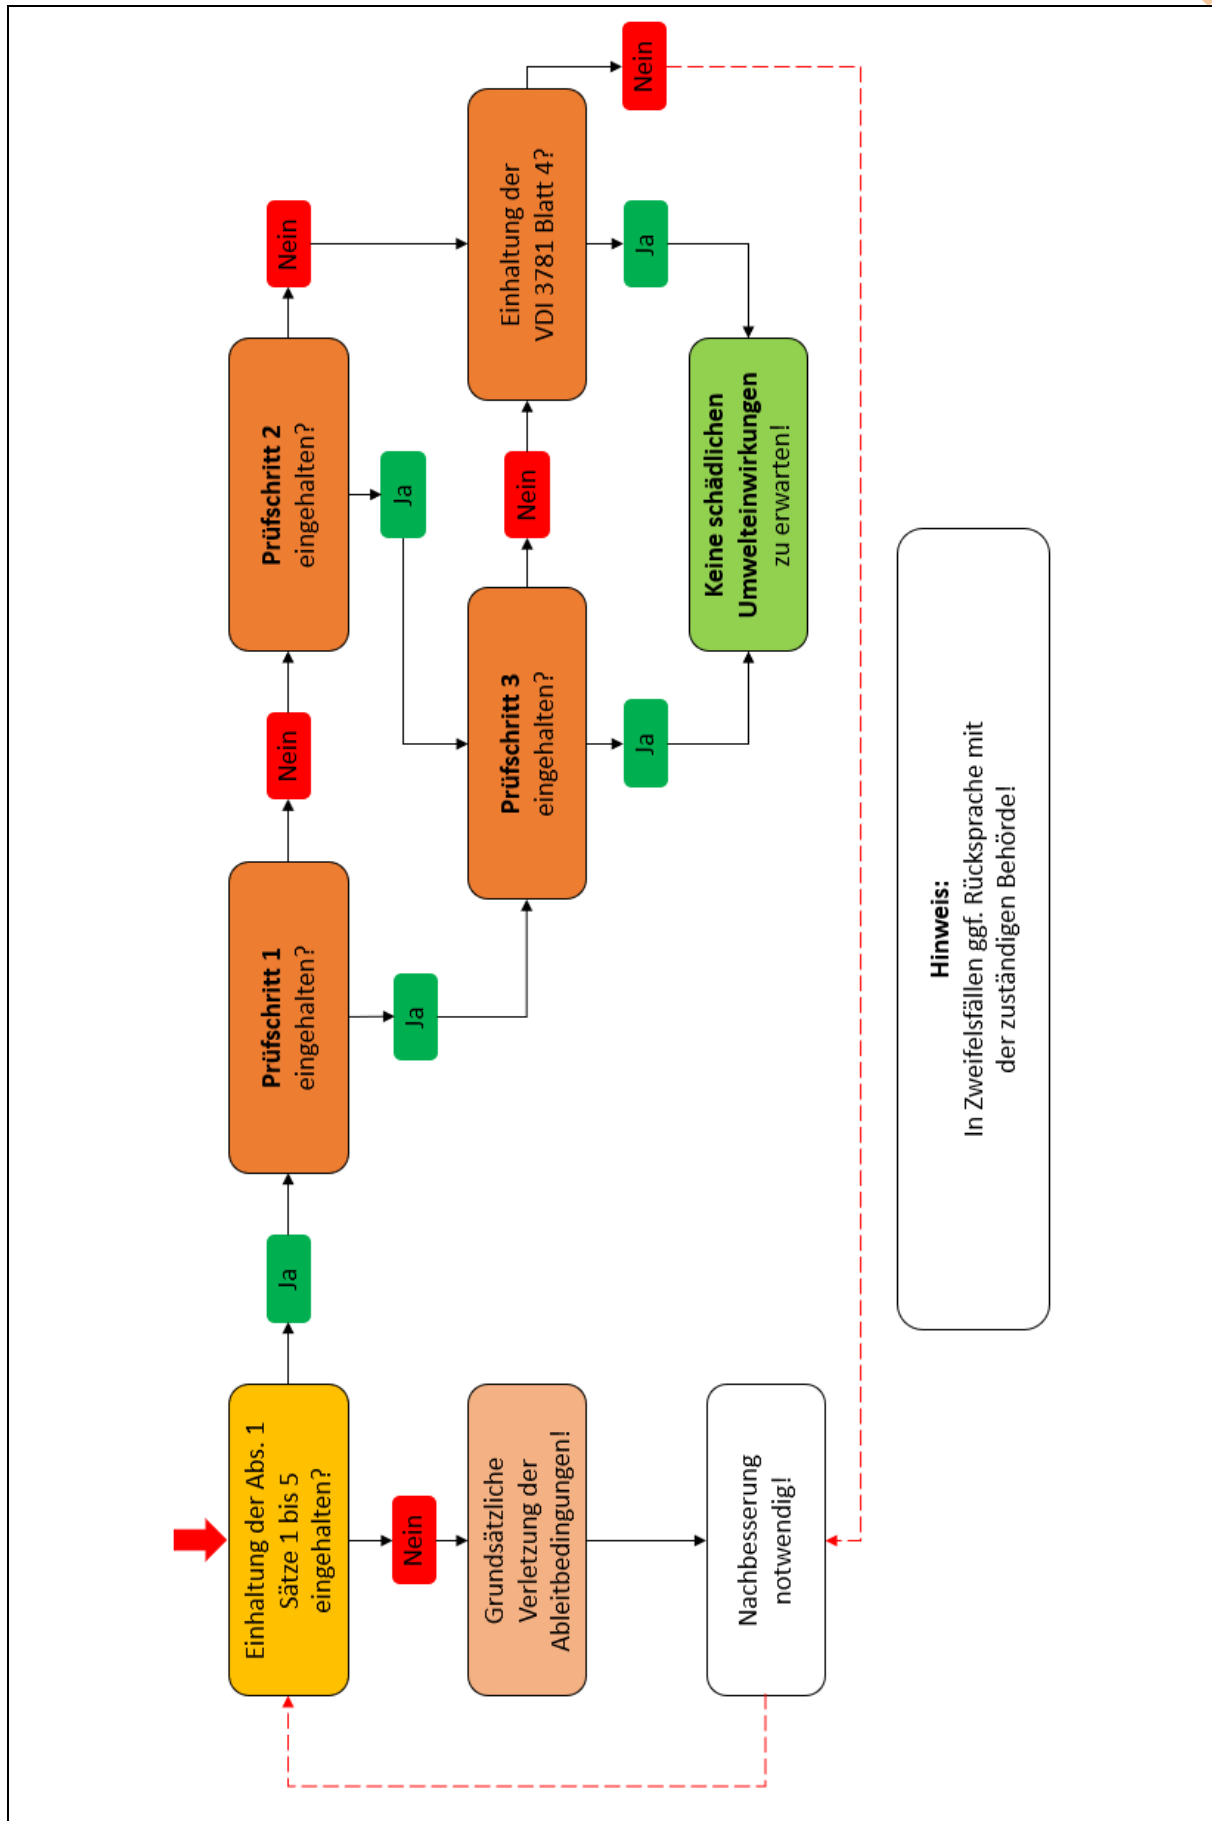 Einhaltung der Abs. 1
Sätze 1 bis 5
eingehalten?
Ja
Prüfschritt 1
eingehalten?
Nein
Prüfschritt 2
eingehalten?
Nein
Nein
Grundsätzliche
Verletzung der
Ableitbedingungen!
Ja
Ja
Prüfschritt 3
eingehalten?
Nein
Einhaltung der
VDI 3781 Blatt 4?
Nein
Ja
Ja
Nachbesserung
notwendig!
Keine schädlichen
Umwelteinwirkungen
zu erwarten!
Hinweis:
In Zweifelsfällen ggf. Rücksprache mit
der zuständigen Behörde!